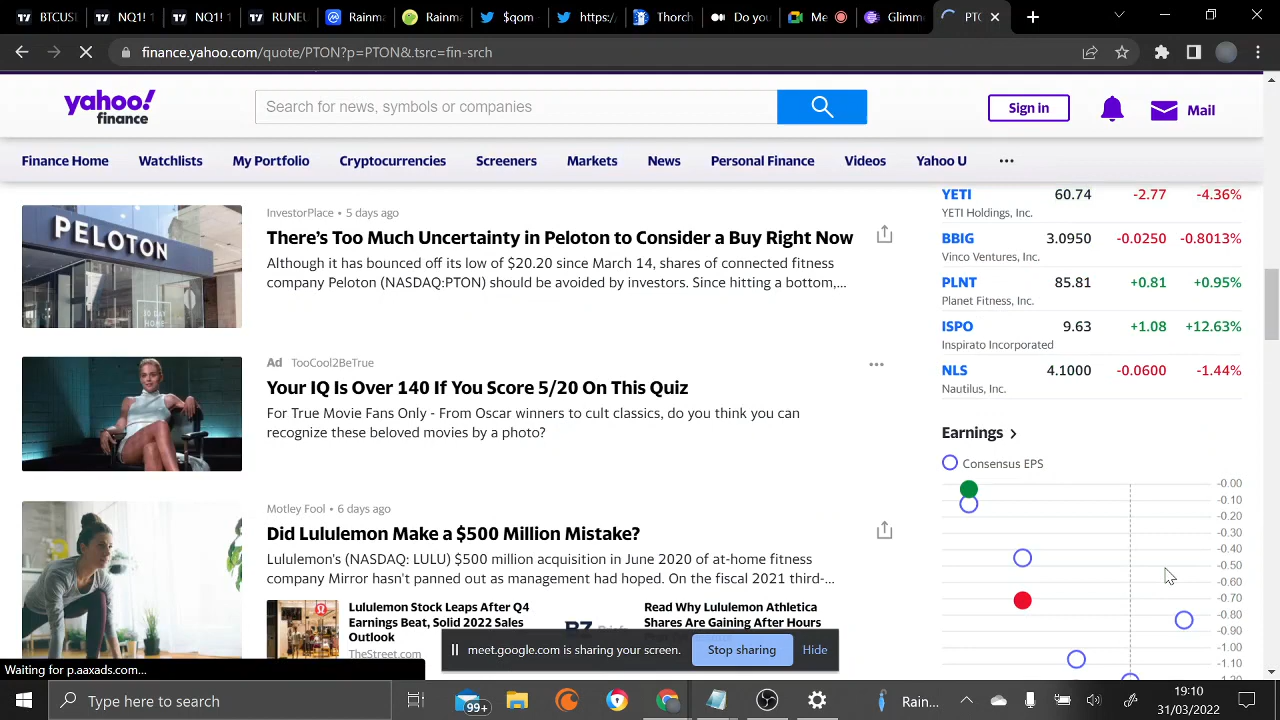 BTCUS
NQ1!
RUNEU
Rainma
Rainm
$qom
https:/
Thorch
Do you
Me
Glimm
PTC
finance.yahoo.com/quote/PTON?p=PTON&.tsrc=fin-srch
yahoo!
finance
Search for news, symbols or companies
Sign in
Mail
Finance Home
Watchlists
My Portfolio
Cryptocurrencies
Screeners
Markets
News
Personal Finance
Videos
Yahoo U
PELOTON
InvestorPlace • 5 days ago
There's Too Much Uncertainty in Peloton to Consider a Buy Right Now
Although it has bounced off its low of $20.20 since March 14, shares of connected fitness
company Peloton (NASDAQ:PTON) should be avoided by investors. Since hitting a bottom,...
Ad TooCool2BeTrue
Your IQ Is Over 140 If You Score 5/20 On This Quiz
For True Movie Fans Only - From Oscar winners to cult classics, do you think you can
recognize these beloved movies by a photo?
Motley Fool • 6 days ago
Did Lululemon Make a $500 Million Mistake?
Lululemon's (NASDAQ: LULU) $500 million acquisition in June 2020 of at-home fitness
company Mirror hasn't panned out as management had hoped. On the fiscal 2021 third-...
Lululemon Stock Leaps After Q4
Earnings Beat, Solid 2022 Sales
Outlook
TheStreet.com
Read Why Lululemon Athletica
Shares Are Gaining After Hours
YETI 60.74 -2.77 -4.36%
YETI Holdings, Inc.
BBIG 3.0950 -0.0250 -0.8013%
Vinco Ventures, Inc.
PLNT 85.81 +0.81 +0.95%
Planet Fitness, Inc.
ISPO 9.63 +1.08 +12.63%
Inspirato Incorporated
NLS 4.1000 -0.0600 -1.44%
Nautilus, Inc.
Earnings
Consensus EPS
-0.00
-0.10
-0.20
-0.30
-0.40
-0.50
-0.60
-0.70
-0.80
-0.90
-1.00
-1.10
meet.google.com is sharing your screen.
Stop sharing
Hide
Waiting for p.aaxads.com...
Type here to search
99+
Rain...
19:10
31/03/2022